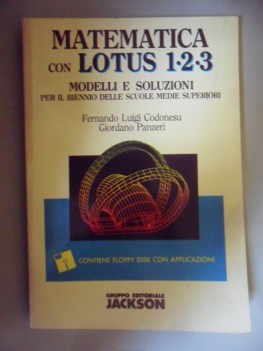 MATEMATICA
CON LOTUS 1·2·3
MODELLI E SOLUZIONI
PER IL BIENNIO DELLE SCUOLE MEDIE SUPERIORI
Fernando Luigi Codonesu
Giordano Panzeri
CONTIENE FLOPPY DISK CON APPLICAZIONI
GRUPPO EDITORIALE
JACKSON